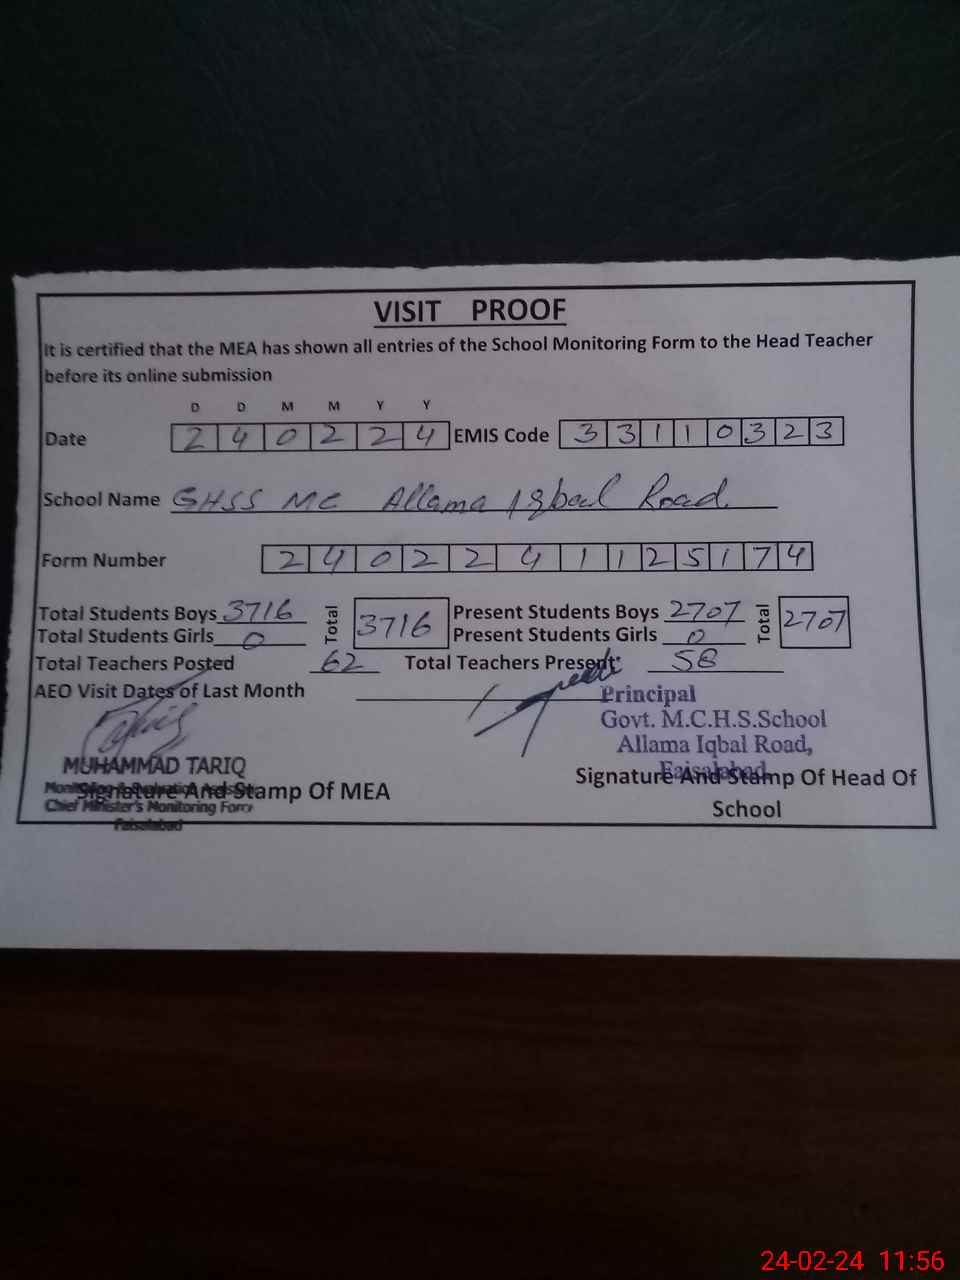 VISIT PROOF
It is certified that the MEA has shown all entries of the School Monitoring Form to the Head Teacher
before its online submission
D D M M Y Y
Date 2 4 0 2 2 4 EMIS Code 3 3 1 1 0 3 2 3
School Name GHSS MC Allama Iqbal Road
Form Number 2 4 0 2 2 4 1 1 2 5 1 7 4
Total Students Boys 3716 Total 3716 Present Students Boys 2707 Total 2707
Total Students Girls 0 Present Students Girls 0
Total Teachers Posted 62 Total Teachers Present: 58
AEO Visit Dates of Last Month
Principal
Govt. M.C.H.S.School
Allama Iqbal Road,
Faisalabad
MUHAMMAD TARIQ
Monitoring & Evaluation Assistant
Signature And Stamp Of MEA
Chief Minister's Monitoring Force
Faisalabad
Signature And Stamp Of Head Of
School
24-02-24 11:56